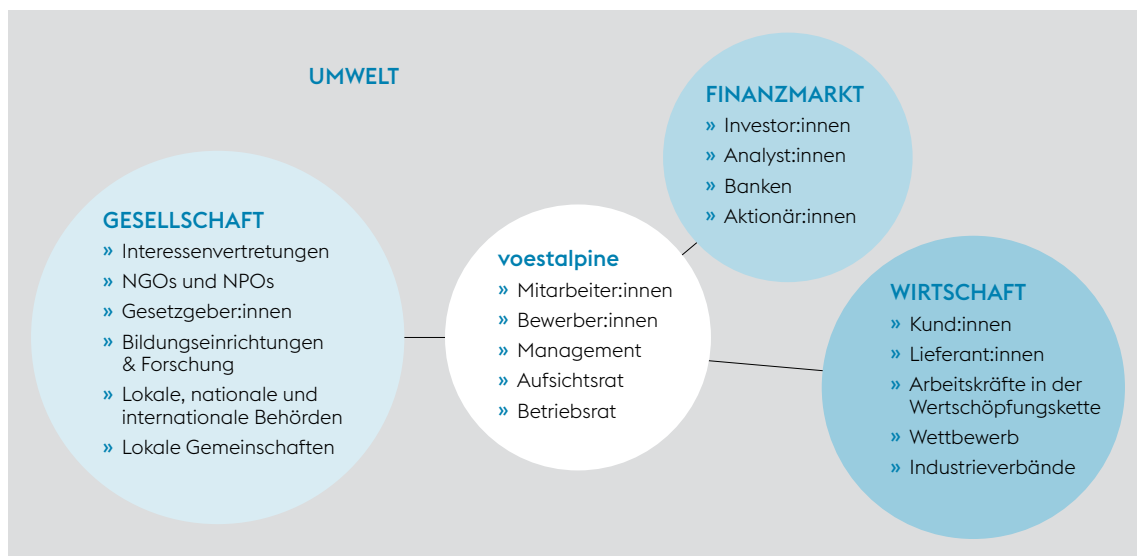 UMWELT
FINANZMARKT
» Investor:innen
» Analyst:innen
» Banken
» Aktionär:innen
GESELLSCHAFT
» Interessenvertretungen
» NGOs und NPOs
» Gesetzgeber:innen
» Bildungseinrichtungen
& Forschung
» Lokale, nationale und
internationale Behörden
» Lokale Gemeinschaften
voestalpine
» Mitarbeiter:innen
» Bewerber:innen
» Management
» Aufsichtsrat
» Betriebsrat
WIRTSCHAFT
» Kund:innen
» Lieferant:innen
» Arbeitskräfte in der
Wertschöpfungskette
» Wettbewerb
» Industrieverbände